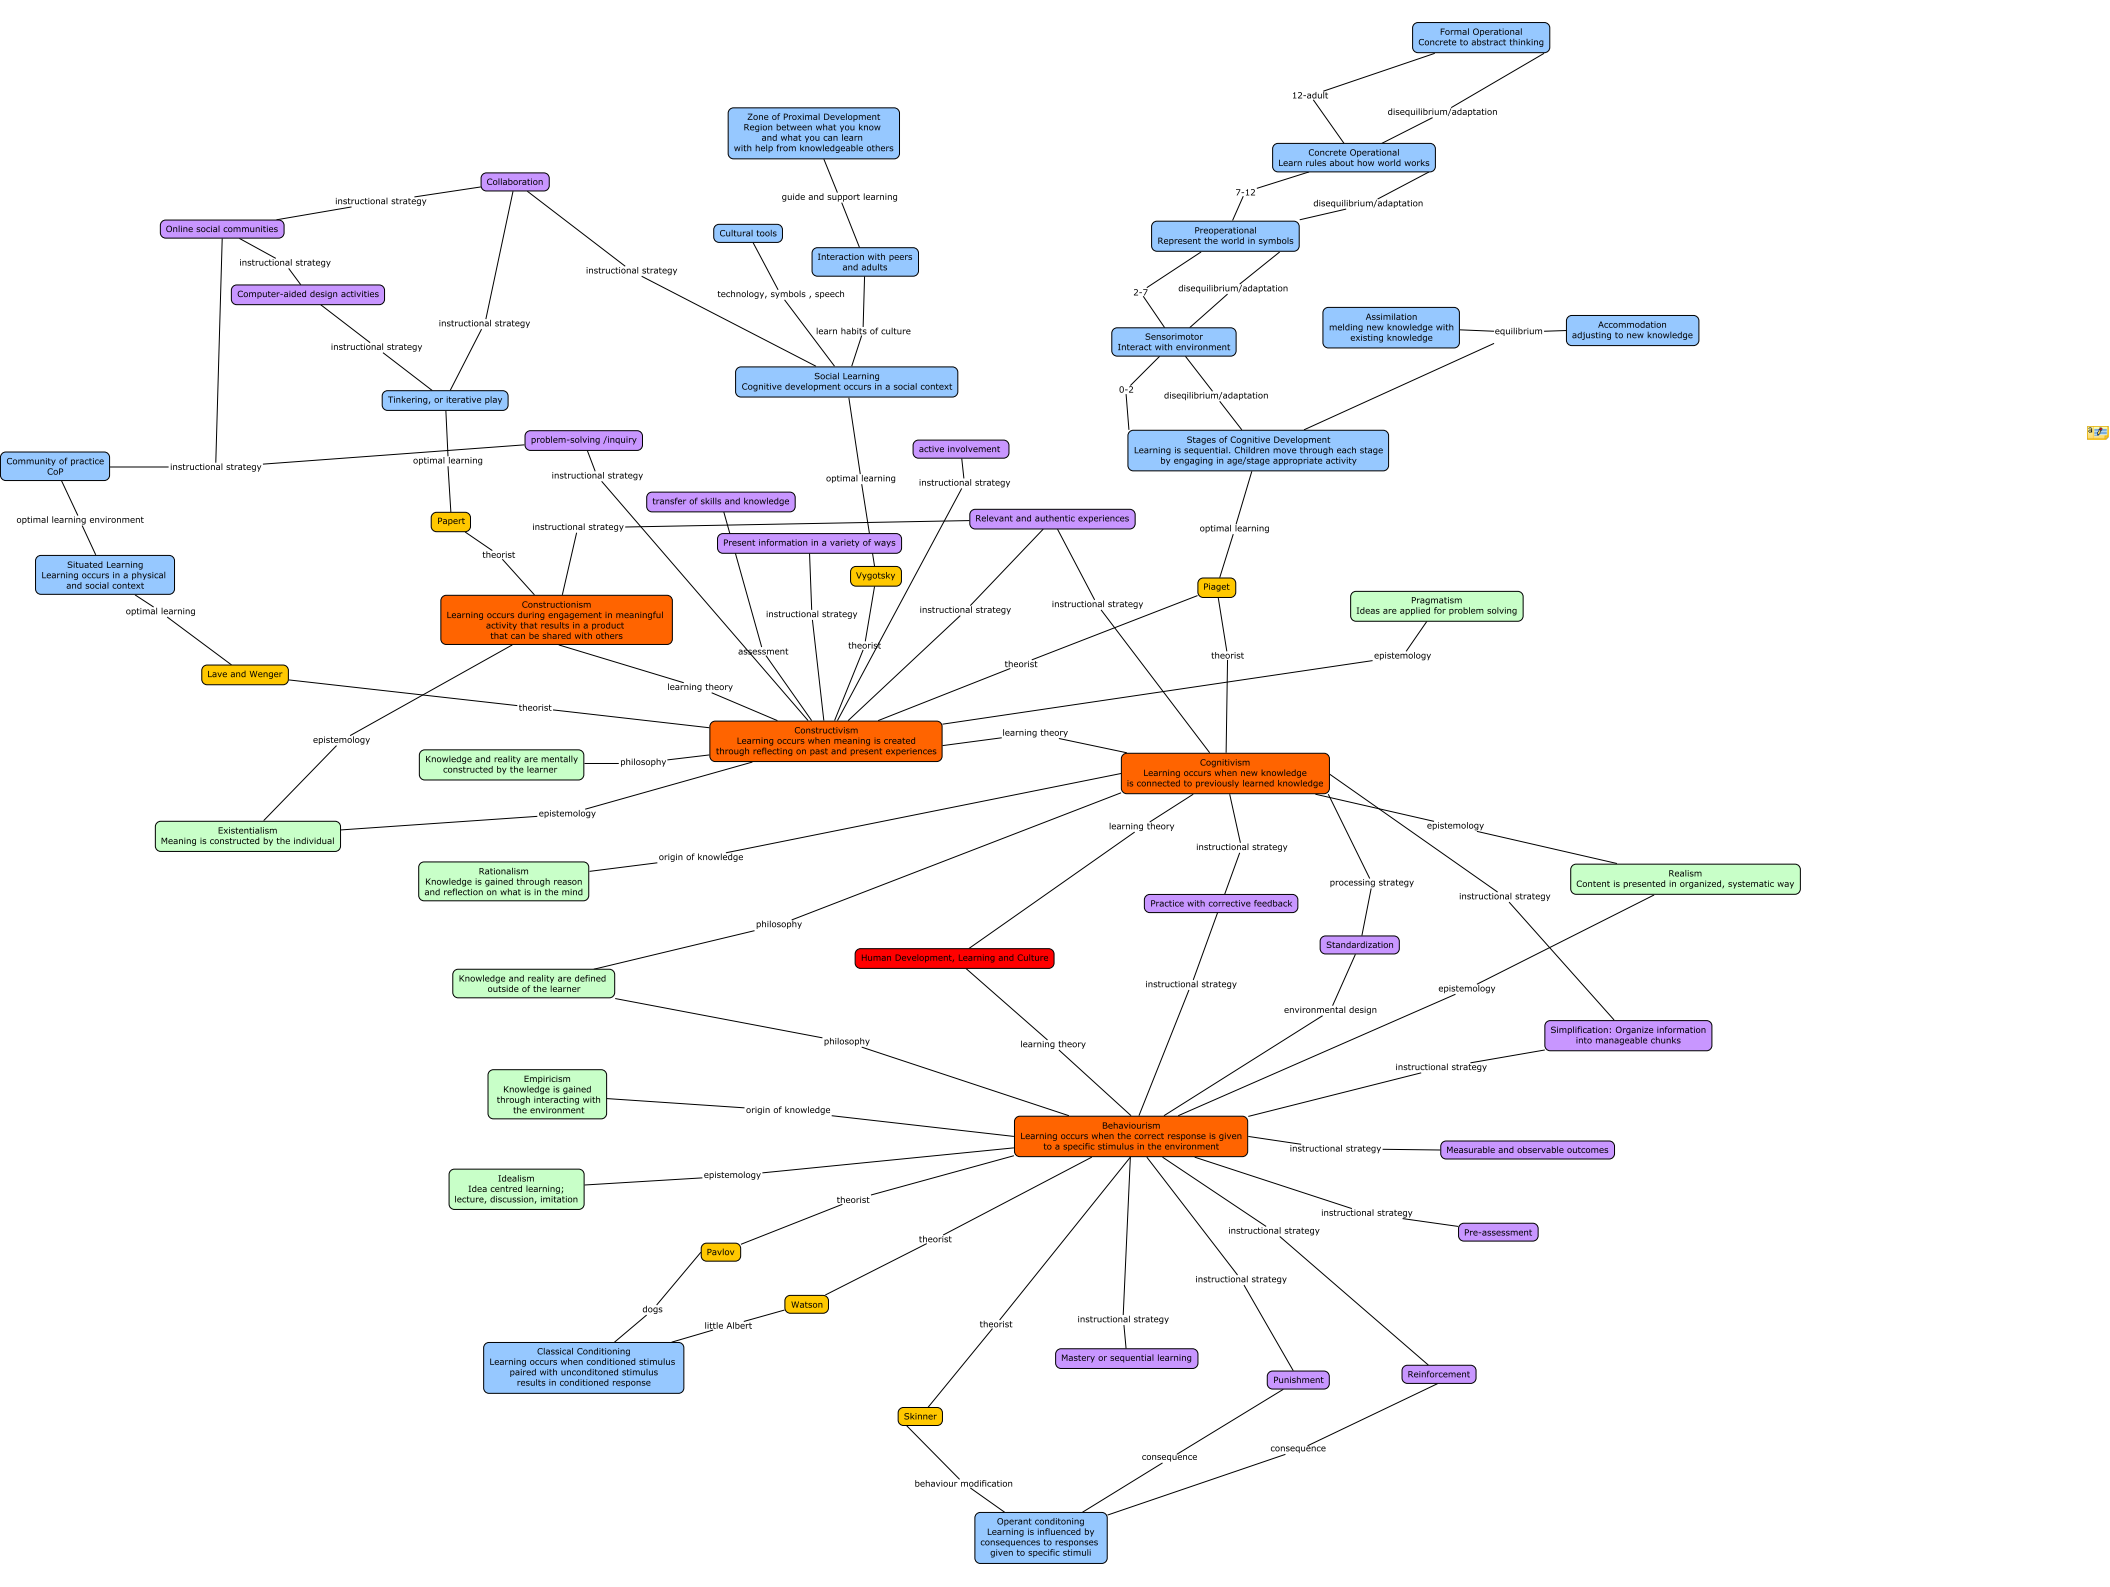 Formal Operational
Concrete to abstract thinking
12-adult
disequilibrium/adaptation
Zone of Proximal Development
Region between what you know
and what you can learn
with help from knowledgeable others
Concrete Operational
Learn rules about how world works
Collaboration
instructional strategy
guide and support learning
7-12
disequilibrium/adaptation
Online social communities
Cultural tools
Preoperational
Represent the world in symbols
instructional strategy
instructional strategy
Interaction with peers
and adults
Computer-aided design activities
technology, symbols , speech
2-7
disequilibrium/adaptation
instructional strategy
learn habits of culture
Assimilation
melding new knowledge with
existing knowledge
equilibrium
Accommodation
adjusting to new knowledge
instructional strategy
Sensorimotor
Interact with environment
Social Learning
Cognitive development occurs in a social context
0-2
diseqilibrium/adaptation
Tinkering, or iterative play
problem-solving /inquiry
active involvement
Stages of Cognitive Development
Learning is sequential. Children move through each stage
by engaging in age/stage appropriate activity
Community of practice
CoP
instructional strategy
optimal learning
instructional strategy
optimal learning
instructional strategy
transfer of skills and knowledge
optimal learning environment
Papert
instructional strategy
Relevant and authentic experiences
optimal learning
Present information in a variety of ways
theorist
Situated Learning
Learning occurs in a physical
and social context
Vygotsky
Piaget
optimal learning
Constructionism
Learning occurs during engagement in meaningful
activity that results in a product
that can be shared with others
instructional strategy
instructional strategy
instructional strategy
Pragmatism
Ideas are applied for problem solving
assessment
theorist
theorist
theorist
epistemology
Lave and Wenger
learning theory
theorist
epistemology
Constructivism
Learning occurs when meaning is created
through reflecting on past and present experiences
learning theory
Knowledge and reality are mentally
constructed by the learner
philosophy
Cognitivism
Learning occurs when new knowledge
is connected to previously learned knowledge
epistemology
learning theory
epistemology
Existentialism
Meaning is constructed by the individual
instructional strategy
origin of knowledge
Rationalism
Knowledge is gained through reason
and reflection on what is in the mind
processing strategy
Realism
Content is presented in organized, systematic way
instructional strategy
Practice with corrective feedback
philosophy
Standardization
Human Development, Learning and Culture
Knowledge and reality are defined
outside of the learner
instructional strategy
epistemology
environmental design
philosophy
learning theory
Simplification: Organize information
into manageable chunks
instructional strategy
Empiricism
Knowledge is gained
through interacting with
the environment
origin of knowledge
Behaviourism
Learning occurs when the correct response is given
to a specific stimulus in the environment
instructional strategy
Measurable and observable outcomes
Idealism
Idea centred learning;
lecture, discussion, imitation
epistemology
theorist
instructional strategy
Pre-assessment
theorist
instructional strategy
Pavlov
instructional strategy
dogs
Watson
little Albert
theorist
instructional strategy
Classical Conditioning
Learning occurs when conditioned stimulus
paired with unconditoned stimulus
results in conditioned response
Mastery or sequential learning
Punishment
Reinforcement
Skinner
consequence
consequence
behaviour modification
Operant conditoning
Learning is influenced by
consequences to responses
given to specific stimuli